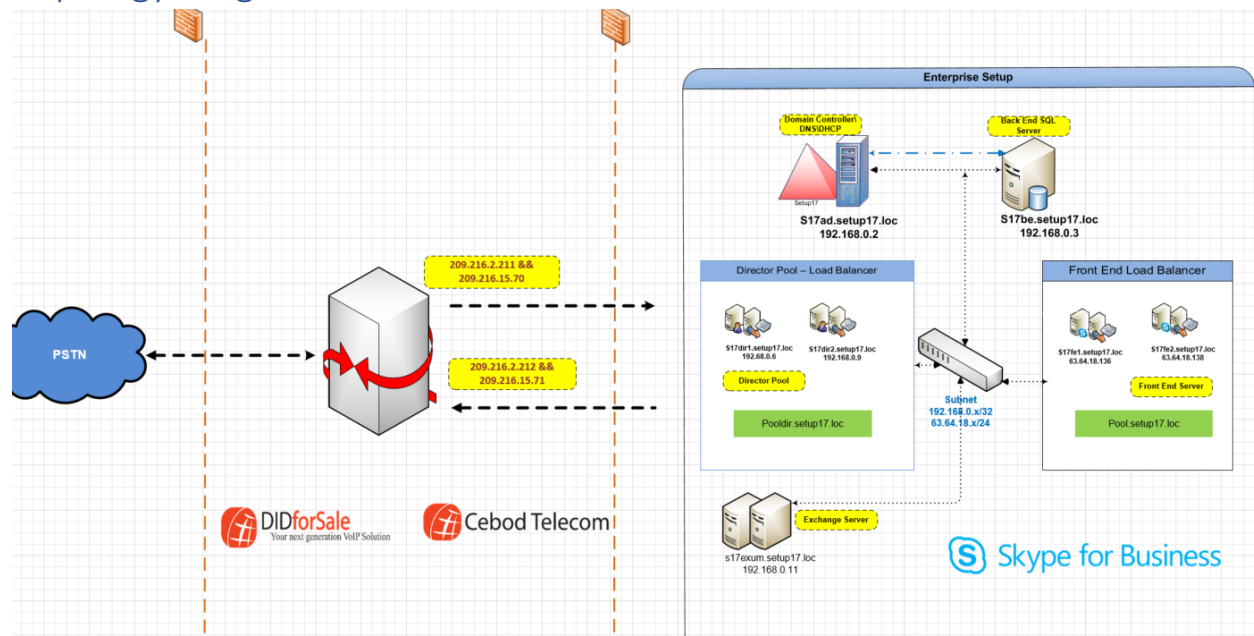 Enterprise Setup
Domain Controller\
DNS\DHCP
Back End SQL
Server
Setup17
S17ad.setup17.loc
192.168.0.2
S17be.setup17.loc
192.168.0.3
209.216.2.211 &&
209.216.15.70
Director Pool – Load Balancer
Front End Load Balancer
S17dir1.setup17.loc
192.68.0.6
S17dir2.setup17.loc
192.168.0.9
S17fe1.setup17.loc
63.64.18.136
S17fe2.setup17.loc
63.64.18.138
PSTN
209.216.2.212 &&
209.216.15.71
Director Pool
Front End Server
Subnet
192.168.0.x/32
63.64.18.x/24
Pooldir.setup17.loc
Pool.setup17.loc
DIDforSale
Your next generation VoIP Solution
Cebod Telecom
Exchange Server
s17exum.setup17.loc
192.168.0.11
S
Skype for Business